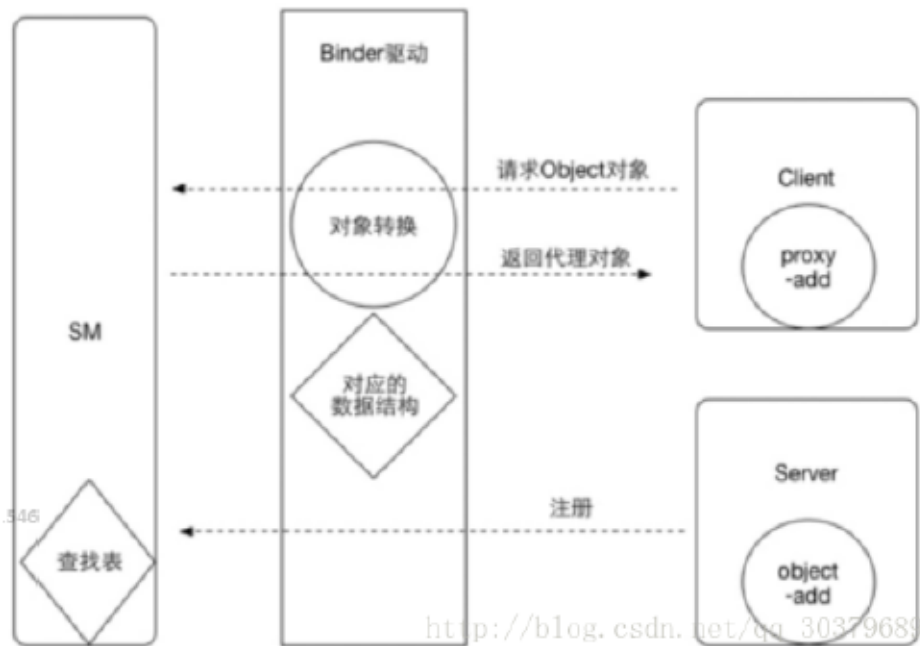 Binder驱动
请求Object对象
Client
对象转换
返回代理对象
proxy
-add
SM
对应的
数据结构
Server
注册
.546
查找表
object
-add
http://blog.csdn.net/qq_30379689